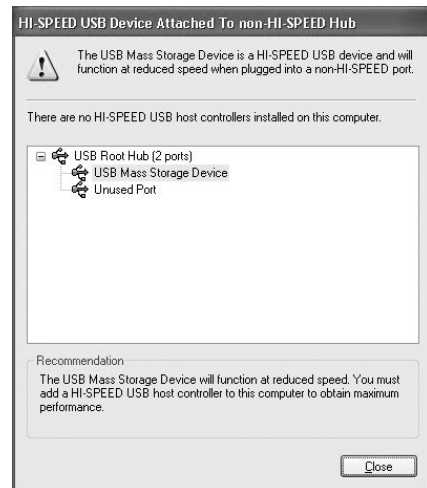 HI-SPEED USB Device Attached To non-HI-SPEED Hub
The USB Mass Storage Device is a HI-SPEED USB device and will
function at reduced speed when plugged into a non-HI-SPEED port.
There are no HI-SPEED USB host controllers installed on this computer.
USB Root Hub (2 ports)
USB Mass Storage Device
Unused Port
Recommendation
The USB Mass Storage Device will function at reduced speed. You must
add a HI-SPEED USB host controller to this computer to obtain maximum
performance.
Close